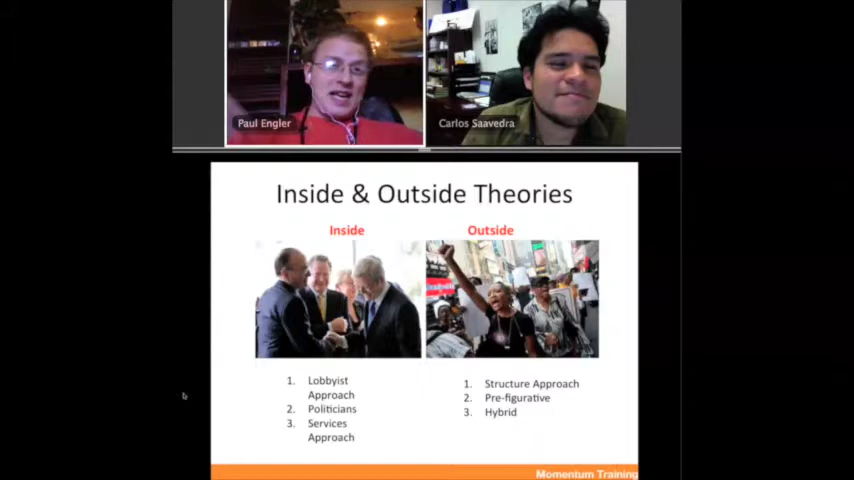 Paul Engler
Carlos Saavedra
Inside & Outside Theories
Inside
Outside
1. Lobbyist
Approach
2. Politicians
3. Services
Approach
1. Structure Approach
2. Pre-figurative
3. Hybrid
Momentum Training